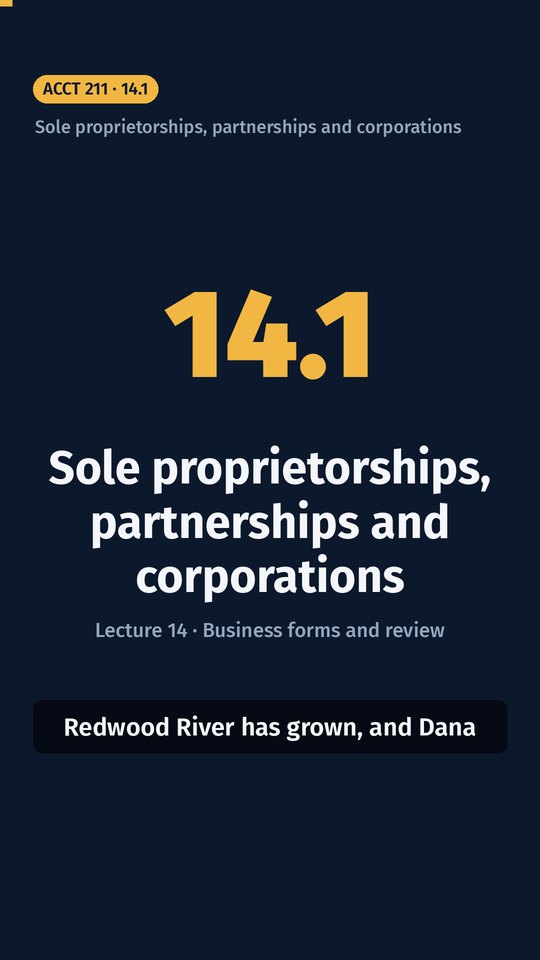 ACCT 211 · 14.1
Sole proprietorships, partnerships and corporations
14.1
Sole proprietorships,
partnerships and
corporations
Lecture 14 · Business forms and review
Redwood River has grown, and Dana